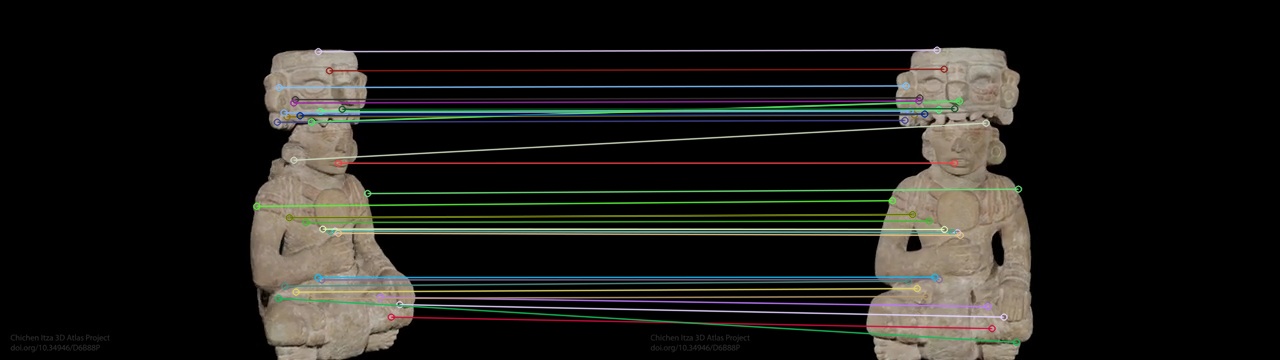 Chichen Itza 3D Atlas Project
doi.org/10.34946/D6B88P
Chichen Itza 3D Atlas Project
doi.org/10.34946/D6B88P